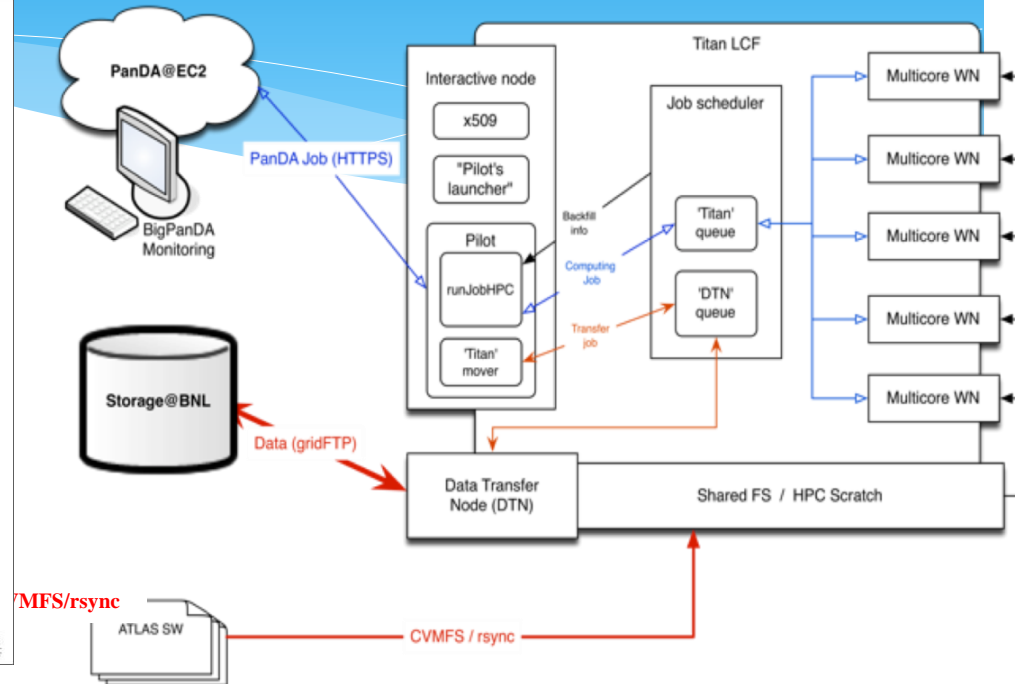 PanDA@EC2
BigPanDA
Monitoring
PanDA Job (HTTPS)
Titan LCF
Interactive node
x509
"Pilot's
launcher"
Pilot
runJobHPC
'Titan'
mover
Backfill
info
Computing
Job
Transfer
job
Job scheduler
'Titan'
queue
'DTN'
queue
Multicore WN
Multicore WN
Multicore WN
Multicore WN
Multicore WN
Storage@BNL
Data (gridFTP)
Data Transfer
Node (DTN)
Shared FS / HPC Scratch
VMFS/rsync
ATLAS SW
CVMFS / rsync